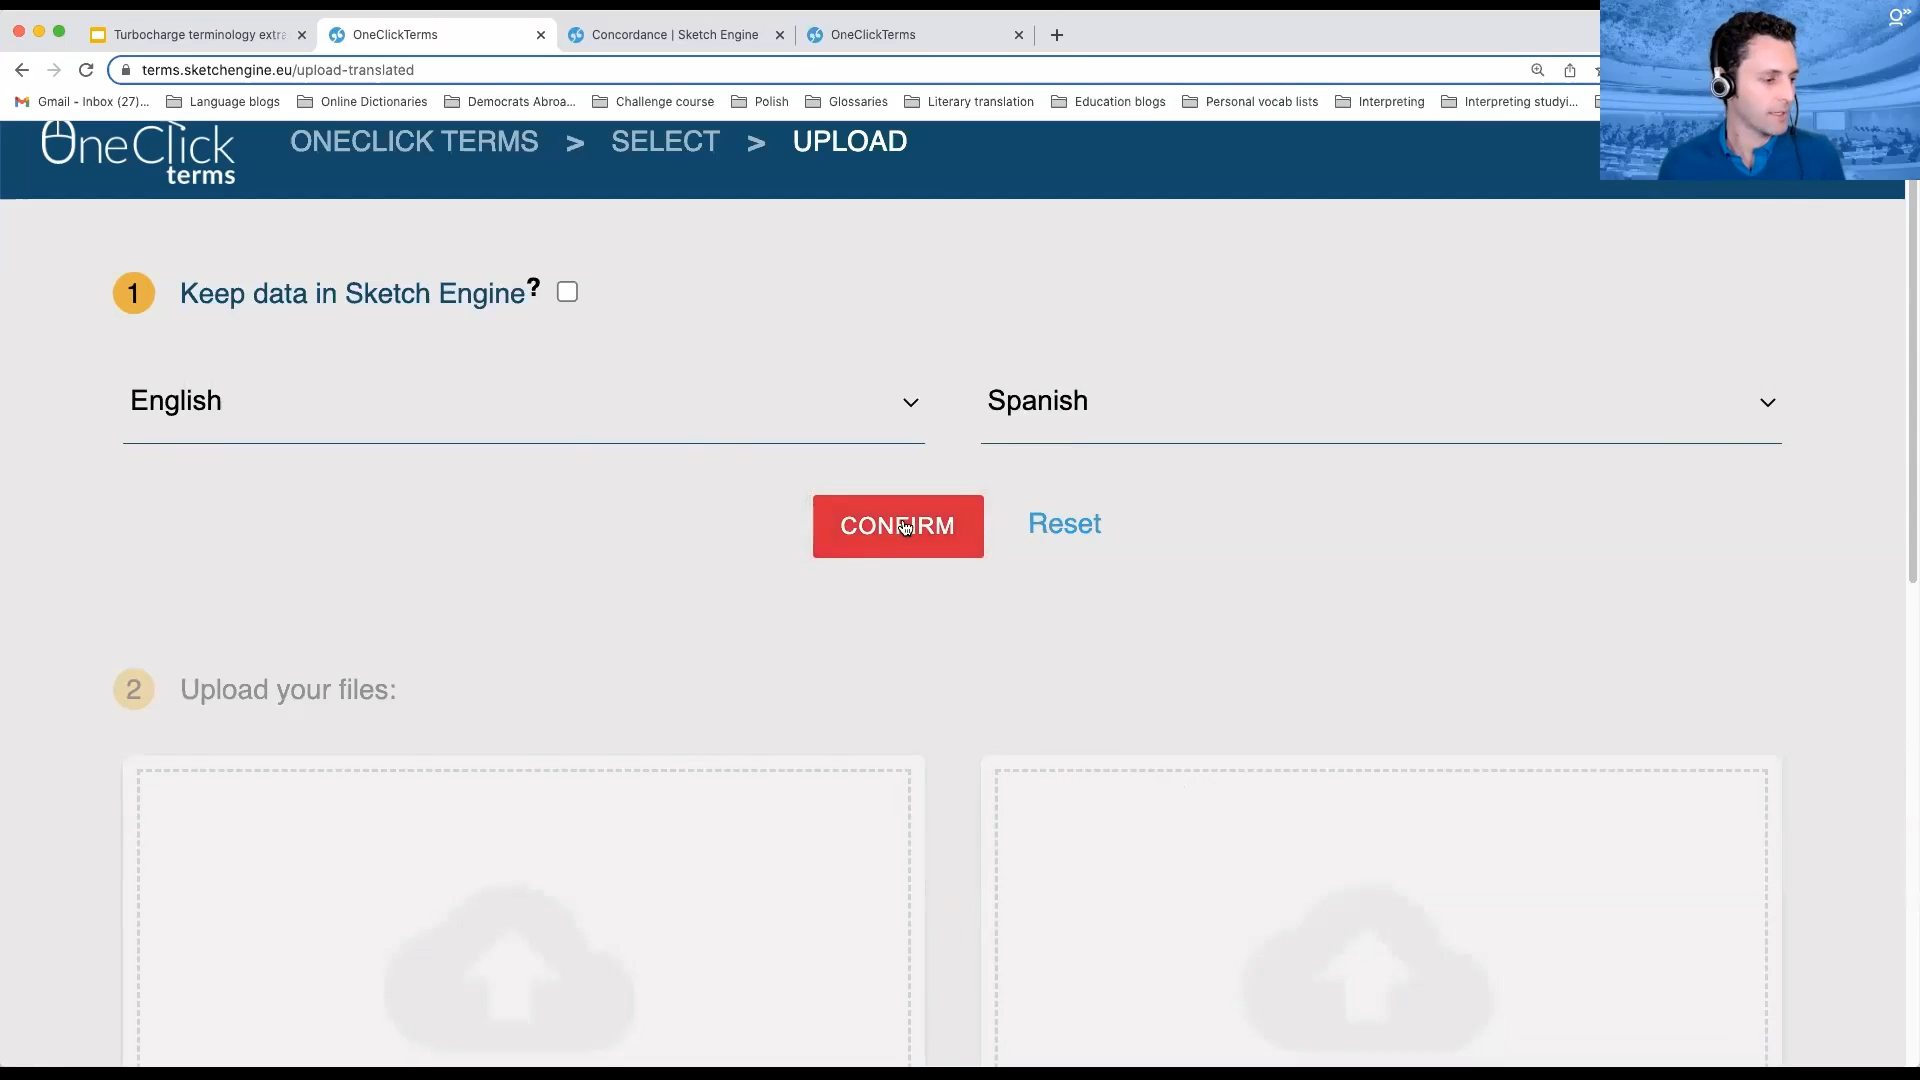 Turbocharge terminology extra
OneClickTerms
Concordance | Sketch Engine
OneClickTerms
terms.sketchengine.eu/upload-translated
Gmail - Inbox (27)...
Language blogs
Online Dictionaries
Democrats Abroa...
Challenge course
Polish
Glossaries
Literary translation
Education blogs
Personal vocab lists
Interpreting
Interpreting studyi...
OneClick
terms
ONECLICK TERMS > SELECT > UPLOAD
1 Keep data in Sketch Engine?
English
Spanish
CONFIRM
Reset
2 Upload your files: